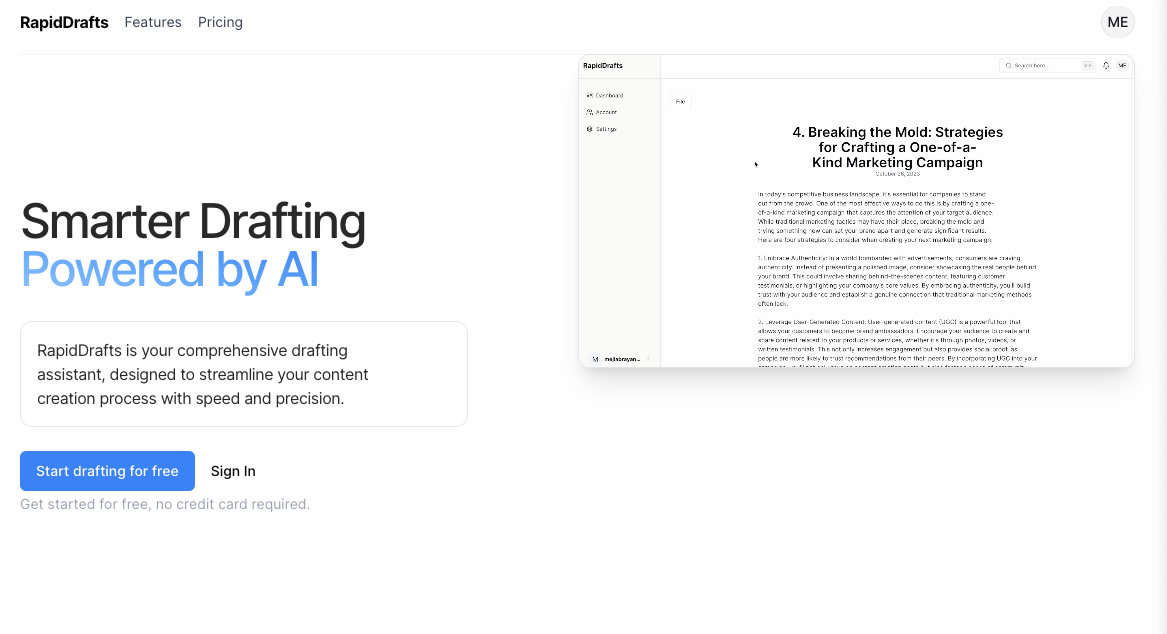 RapidDrafts Features Pricing ME
Smarter Drafting
Powered by AI
RapidDrafts is your comprehensive drafting
assistant, designed to streamline your content
creation process with speed and precision.
Start drafting for free Sign In
Get started for free, no credit card required.
RapidDrafts
Search here...
ME
Dashboard
Account
Settings
File
4. Breaking the Mold: Strategies
for Crafting a One-of-a-
Kind Marketing Campaign
October 26, 2023
In today's competitive business landscape, it's essential for companies to stand
out from the crowd. One of the most effective ways to do this is by crafting a one-
of-a-kind marketing campaign that captures the attention of your target audience.
While traditional marketing tactics may have their place, breaking the mold and
trying something new can set your brand apart and generate significant results.
Here are four strategies to consider when creating your next marketing campaign:
1. Embrace Authenticity: In a world bombarded with advertisements, consumers are craving
authenticity. Instead of presenting a polished image, consider showcasing the real people behind
your brand. This could involve sharing behind-the-scenes content, featuring customer
testimonials, or highlighting your company's core values. By embracing authenticity, you'll build
trust with your audience and establish a genuine connection that traditional marketing methods
often lack.
2. Leverage User-Generated Content: User-generated content (UGC) is a powerful tool that
allows your customers to become brand ambassadors. Encourage your audience to create and
share content related to your products or services, whether it's through photos, videos, or
written testimonials. This not only increases engagement but also provides social proof, as
people are more likely to trust recommendations from their peers. By incorporating UGC into your
M mejiabrayan...